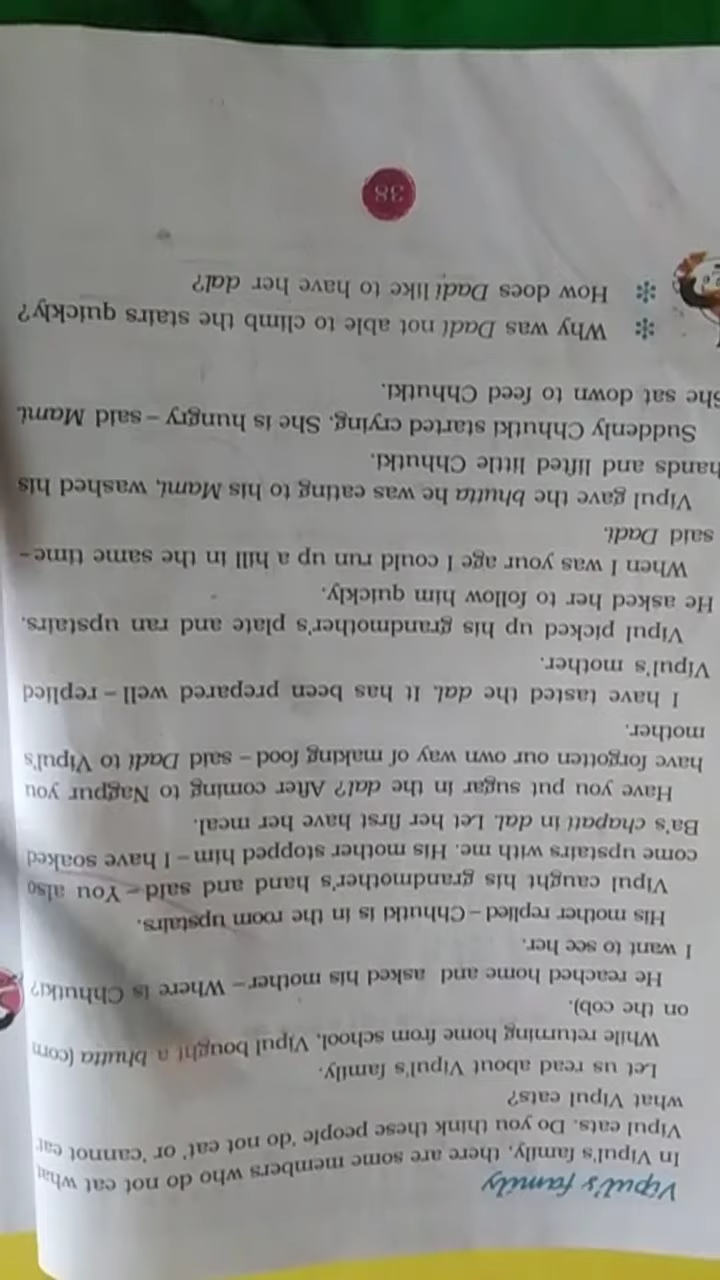 Vipul's family
In Vipul's family, there are some members who do not eat what
Vipul eats. Do you think these people 'do not eat' or 'cannot eat'
what Vipul eats?
Let us read about Vipul's family.
While returning home from school, Vipul bought a bhutta (corn
on the cob).
He reached home and asked his mother – Where is Chhutki?
I want to see her.
His mother replied – Chhutki is in the room upstairs.
Vipul caught his grandmother's hand and said – You also
come upstairs with me. His mother stopped him – I have soaked
Ba's chapati in dal. Let her first have her meal.
Have you put sugar in the dal? After coming to Nagpur you
have forgotten our own way of making food – said Dadi to Vipul's
mother.
I have tasted the dal. It has been prepared well – replied
Vipul's mother.
Vipul picked up his grandmother's plate and ran upstairs.
He asked her to follow him quickly.
When I was your age I could run up a hill in the same time –
said Dadi.
Vipul gave the bhutta he was eating to his Mami, washed his
hands and lifted little Chhutki.
Suddenly Chhutki started crying. She is hungry – said Mami.
She sat down to feed Chhutki.
* Why was Dadi not able to climb the stairs quickly?
* How does Dadi like to have her dal?
38